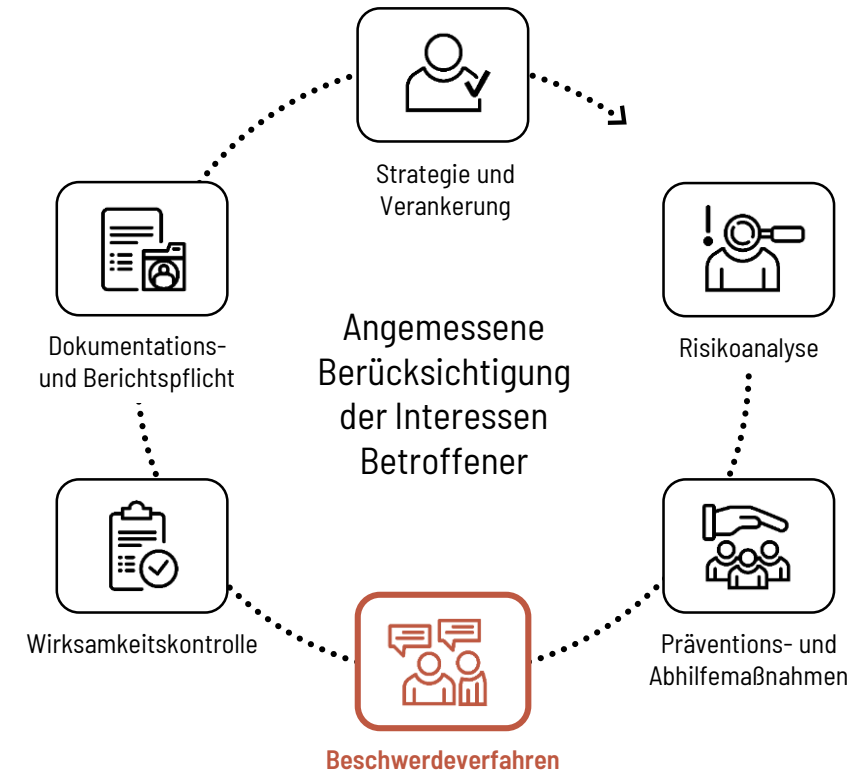 Strategie und
Verankerung
Risikoanalyse
Präventions- und
Abhilfemaßnahmen
Beschwerdeverfahren
Wirksamkeitskontrolle
Dokumentations-
und Berichtspflicht
Angemessene
Berücksichtigung
der Interessen
Betroffener